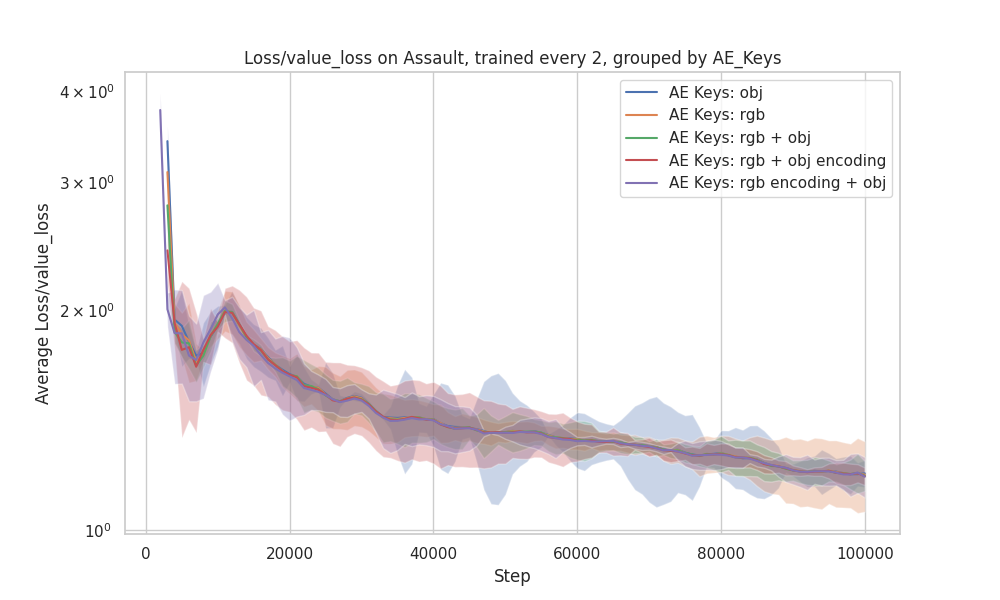 Loss/value_loss on Assault, trained every 2, grouped by AE_Keys
AE Keys: obj
AE Keys: rgb
AE Keys: rgb + obj
AE Keys: rgb + obj encoding
AE Keys: rgb encoding + obj
Average Loss/value_loss
4 × 10⁰
3 × 10⁰
2 × 10⁰
10⁰
0 20000 40000 60000 80000 100000
Step